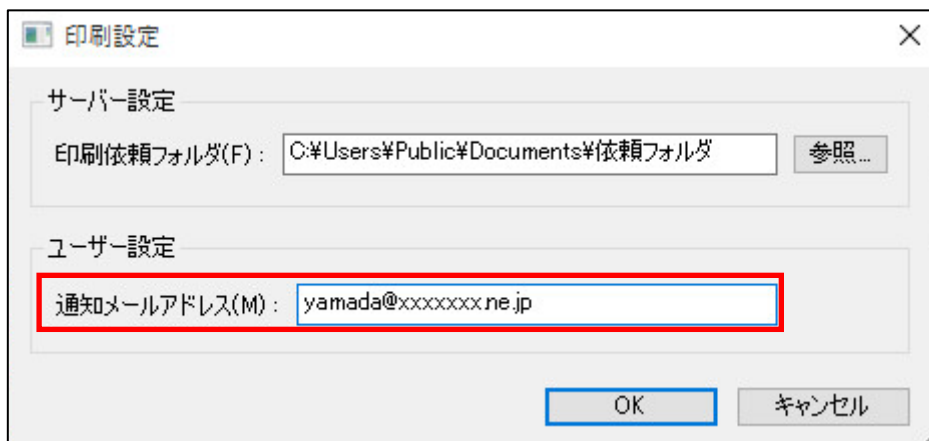 印刷設定
サーバー設定
印刷依頼フォルダ(F)： C:¥Users¥Public¥Documents¥依頼フォルダ 参照...
ユーザー設定
通知メールアドレス(M)： yamada@xxxxxxx.ne.jp
OK キャンセル